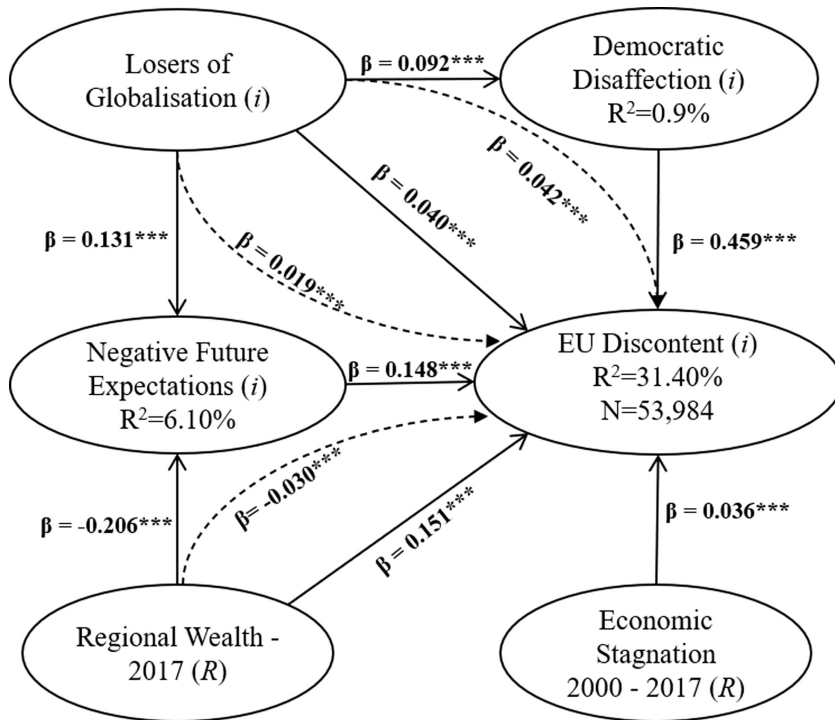 Losers of
Globalisation (i)
β = 0.092***
Democratic
Disaffection (i)
R²=0.9%
β = 0.042***
β = 0.040***
β = 0.131***
β = 0.019***
β = 0.459***
Negative Future
Expectations (i)
R²=6.10%
β = 0.148***
EU Discontent (i)
R²=31.40%
N=53,984
β = -0.206***
β= -0.030***
β = 0.151***
β = 0.036***
Regional Wealth -
2017 (R)
Economic
Stagnation
2000 - 2017 (R)